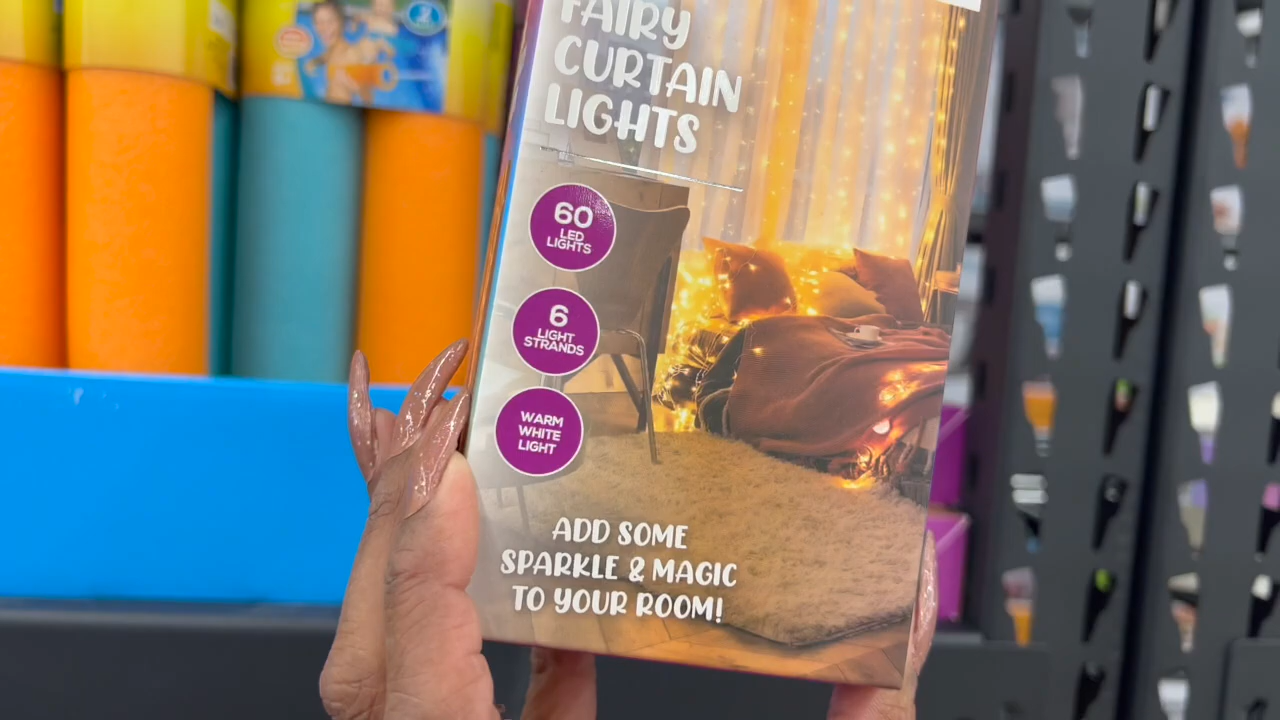 FAIRY
CURTAIN
LIGHTS
60
LED
LIGHTS
6
LIGHT
STRANDS
WARM
WHITE
LIGHT
ADD SOME
SPARKLE & MAGIC
TO YOUR ROOM!